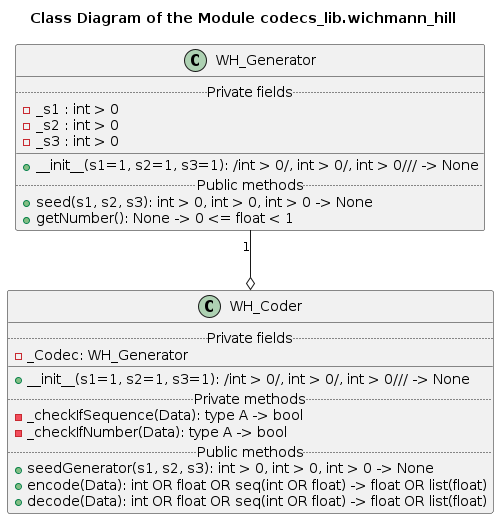 Class Diagram of the Module codecs_lib.wichmann_hill
C WH_Generator
Private fields
_s1 : int > 0
_s2 : int > 0
_s3 : int > 0
__init__(s1=1, s2=1, s3=1): /int > 0/, int > 0/, int > 0/// -> None
Public methods
seed(s1, s2, s3): int > 0, int > 0, int > 0 -> None
getNumber(): None -> 0 <= float < 1
1
C WH_Coder
Private fields
_Codec: WH_Generator
__init__(s1=1, s2=1, s3=1): /int > 0/, int > 0/, int > 0/// -> None
Private methods
_checkIfSequence(Data): type A -> bool
_checkIfNumber(Data): type A -> bool
Public methods
seedGenerator(s1, s2, s3): int > 0, int > 0, int > 0 -> None
encode(Data): int OR float OR seq(int OR float) -> float OR list(float)
decode(Data): int OR float OR seq(int OR float) -> float OR list(float)